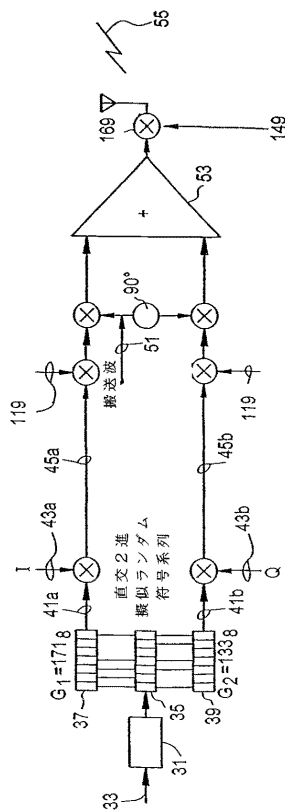 55
169
149
53
+
90°
搬送波
51
119
119
45a
45b
直交2進
擬似ランダム
符号系列
I
43a
43b
Q
41a
41b
G₁=171₈
37
35
G₂=133₈
39
31
33